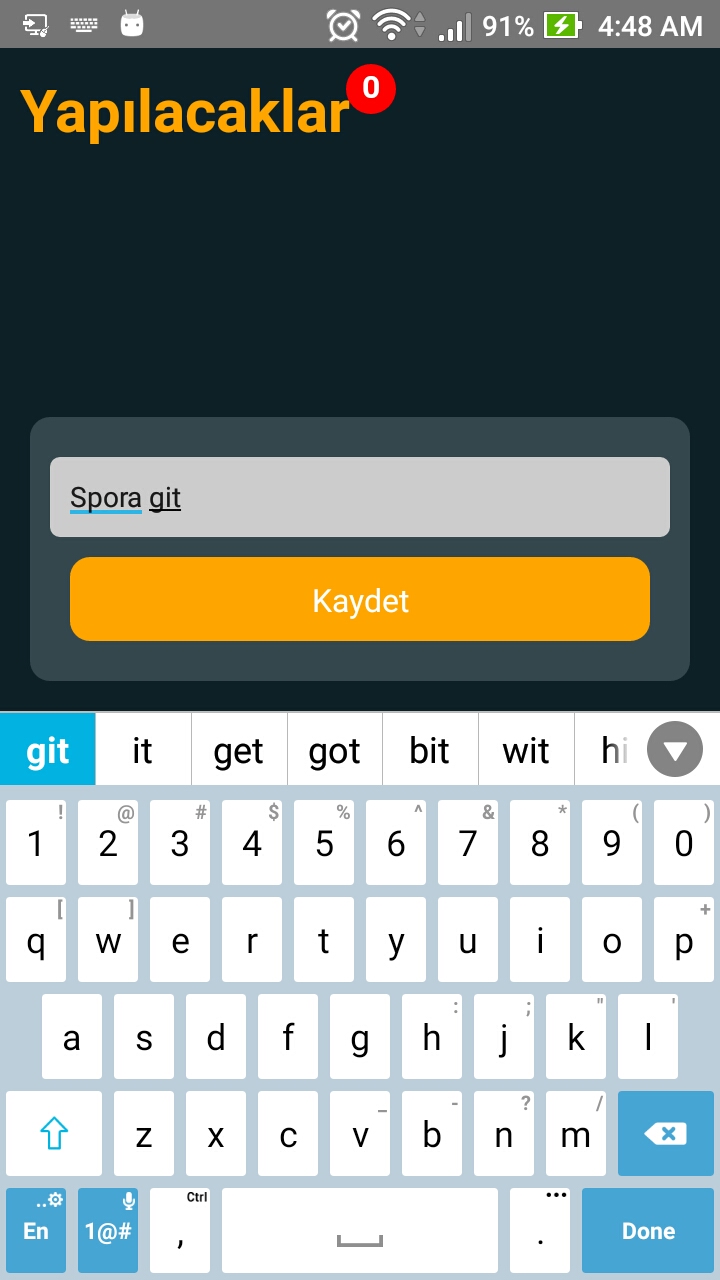 91% 4:48 AM
Yapılacaklar 0
Spora git
Kaydet
git it get got bit wit hi
! @ # $ % ^ & * ( )
1 2 3 4 5 6 7 8 9 0
[ ] +
q w e r t y u i o p
: ; " '
a s d f g h j k l
_ - ? /
z x c v b n m
.. Ctrl •••
En 1@# , . Done